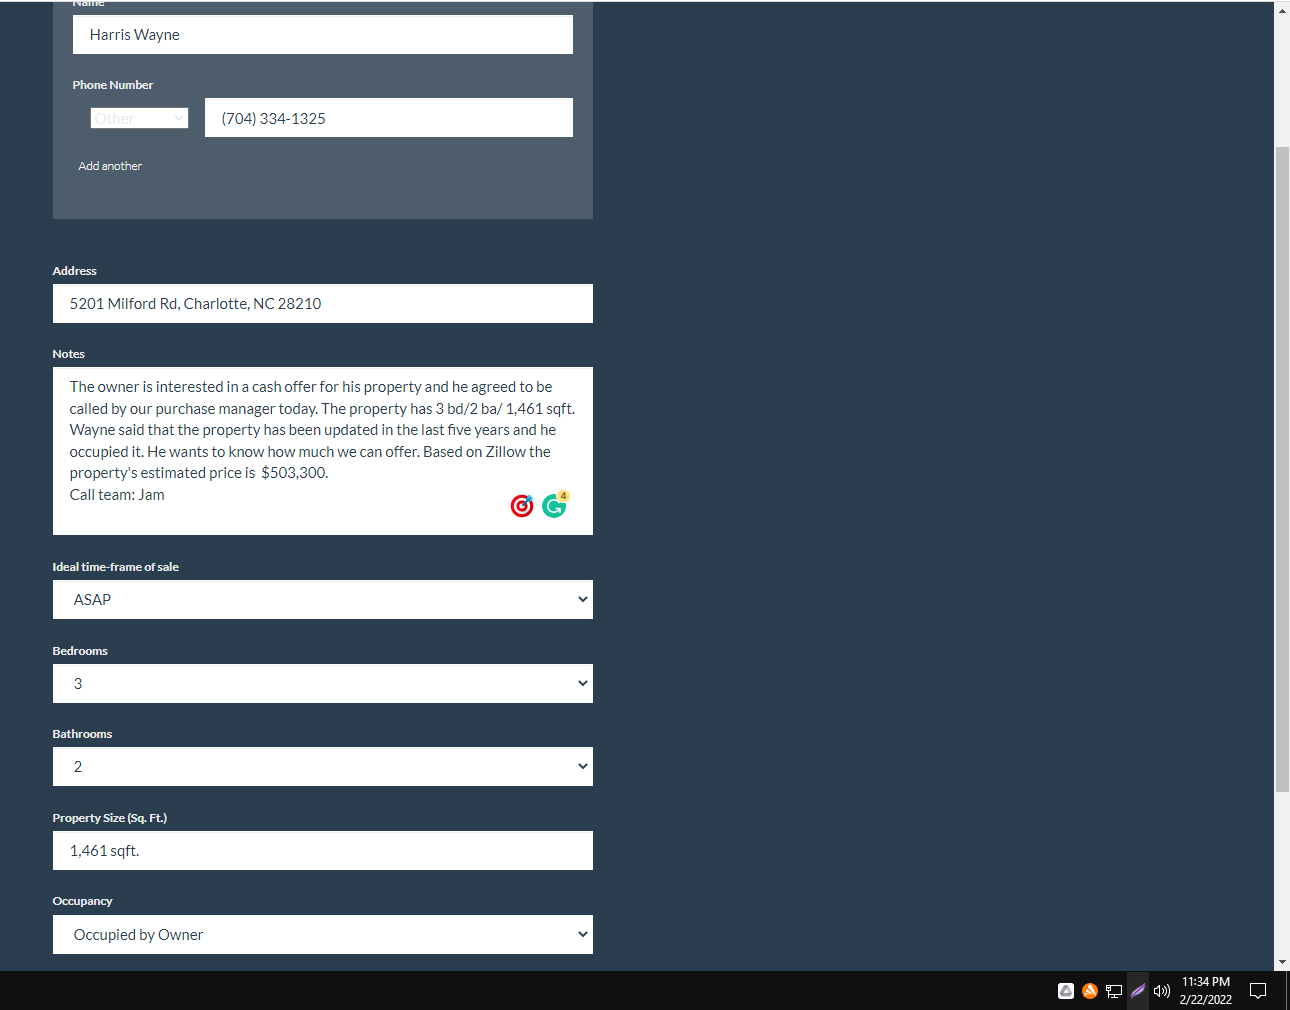 Name
Harris Wayne
Phone Number
Other
(704) 334-1325
Add another
Address
5201 Milford Rd, Charlotte, NC 28210
Notes
The owner is interested in a cash offer for his property and he agreed to be
called by our purchase manager today. The property has 3 bd/2 ba/ 1,461 sqft.
Wayne said that the property has been updated in the last five years and he
occupied it. He wants to know how much we can offer. Based on Zillow the
property's estimated price is  $503,300.
Call team: Jam
4
Ideal time-frame of sale
ASAP
Bedrooms
3
Bathrooms
2
Property Size (Sq. Ft.)
1,461 sqft.
Occupancy
Occupied by Owner
11:34 PM
2/22/2022